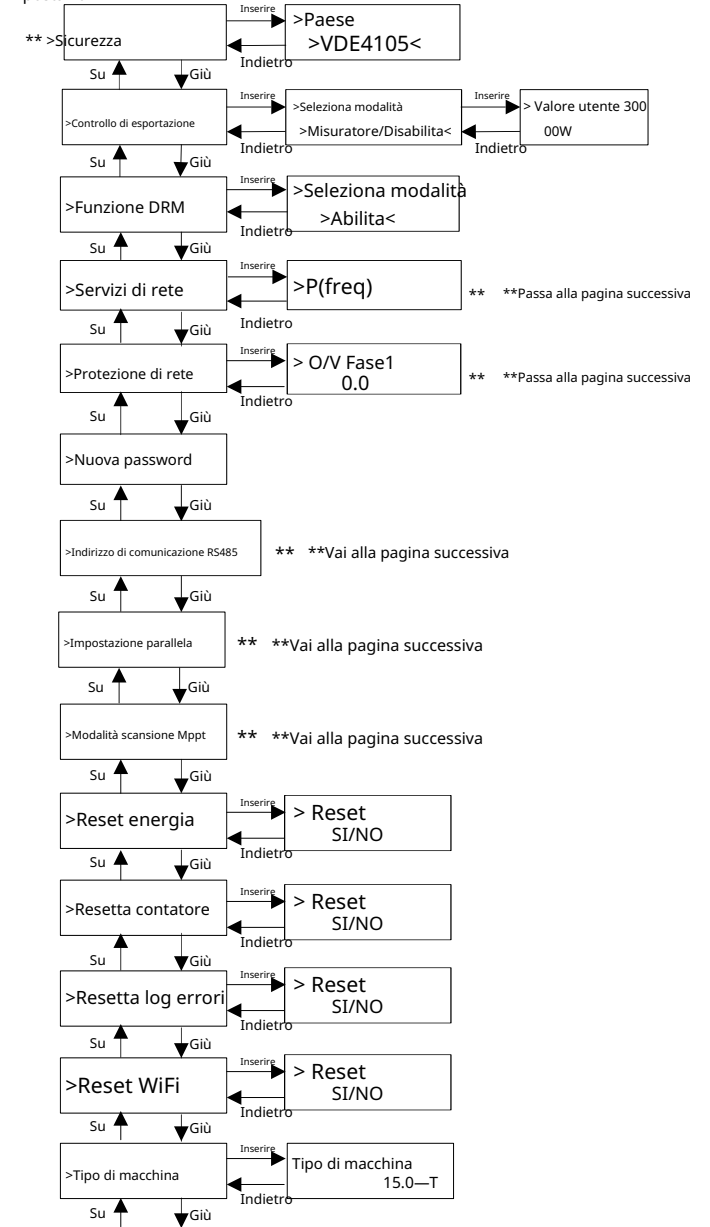 Inserire
>Paese
** >Sicurezza
>VDE4105<
Indietro
Su
Giù
Inserire
Inserire
>Seleziona modalità
> Valore utente 300
>Controllo di esportazione
>Misuratore/Disabilita<
00W
Indietro
Indietro
Su
Giù
Inserire
>Seleziona modalità
>Funzione DRM
>Abilita<
Indietro
Su
Giù
Inserire
>Servizi di rete
>P(freq)
** **Passa alla pagina successiva
Indietro
Su
Giù
Inserire
> O/V Fase1
>Protezione di rete
0.0
** **Passa alla pagina successiva
Indietro
Su
Giù
>Nuova password
Su
Giù
>Indirizzo di comunicazione RS485
** **Vai alla pagina successiva
Su
Giù
>Impostazione parallela
** **Vai alla pagina successiva
Su
Giù
>Modalità scansione Mppt
** **Vai alla pagina successiva
Su
Giù
Inserire
> Reset
>Reset energia
SI/NO
Indietro
Su
Giù
Inserire
> Reset
>Resetta contatore
SI/NO
Indietro
Su
Giù
Inserire
> Reset
>Resetta log errori
SI/NO
Indietro
Su
Giù
Inserire
> Reset
>Reset WiFi
SI/NO
Indietro
Su
Giù
Inserire
Tipo di macchina
>Tipo di macchina
15.0—T
Indietro
Su
Giù